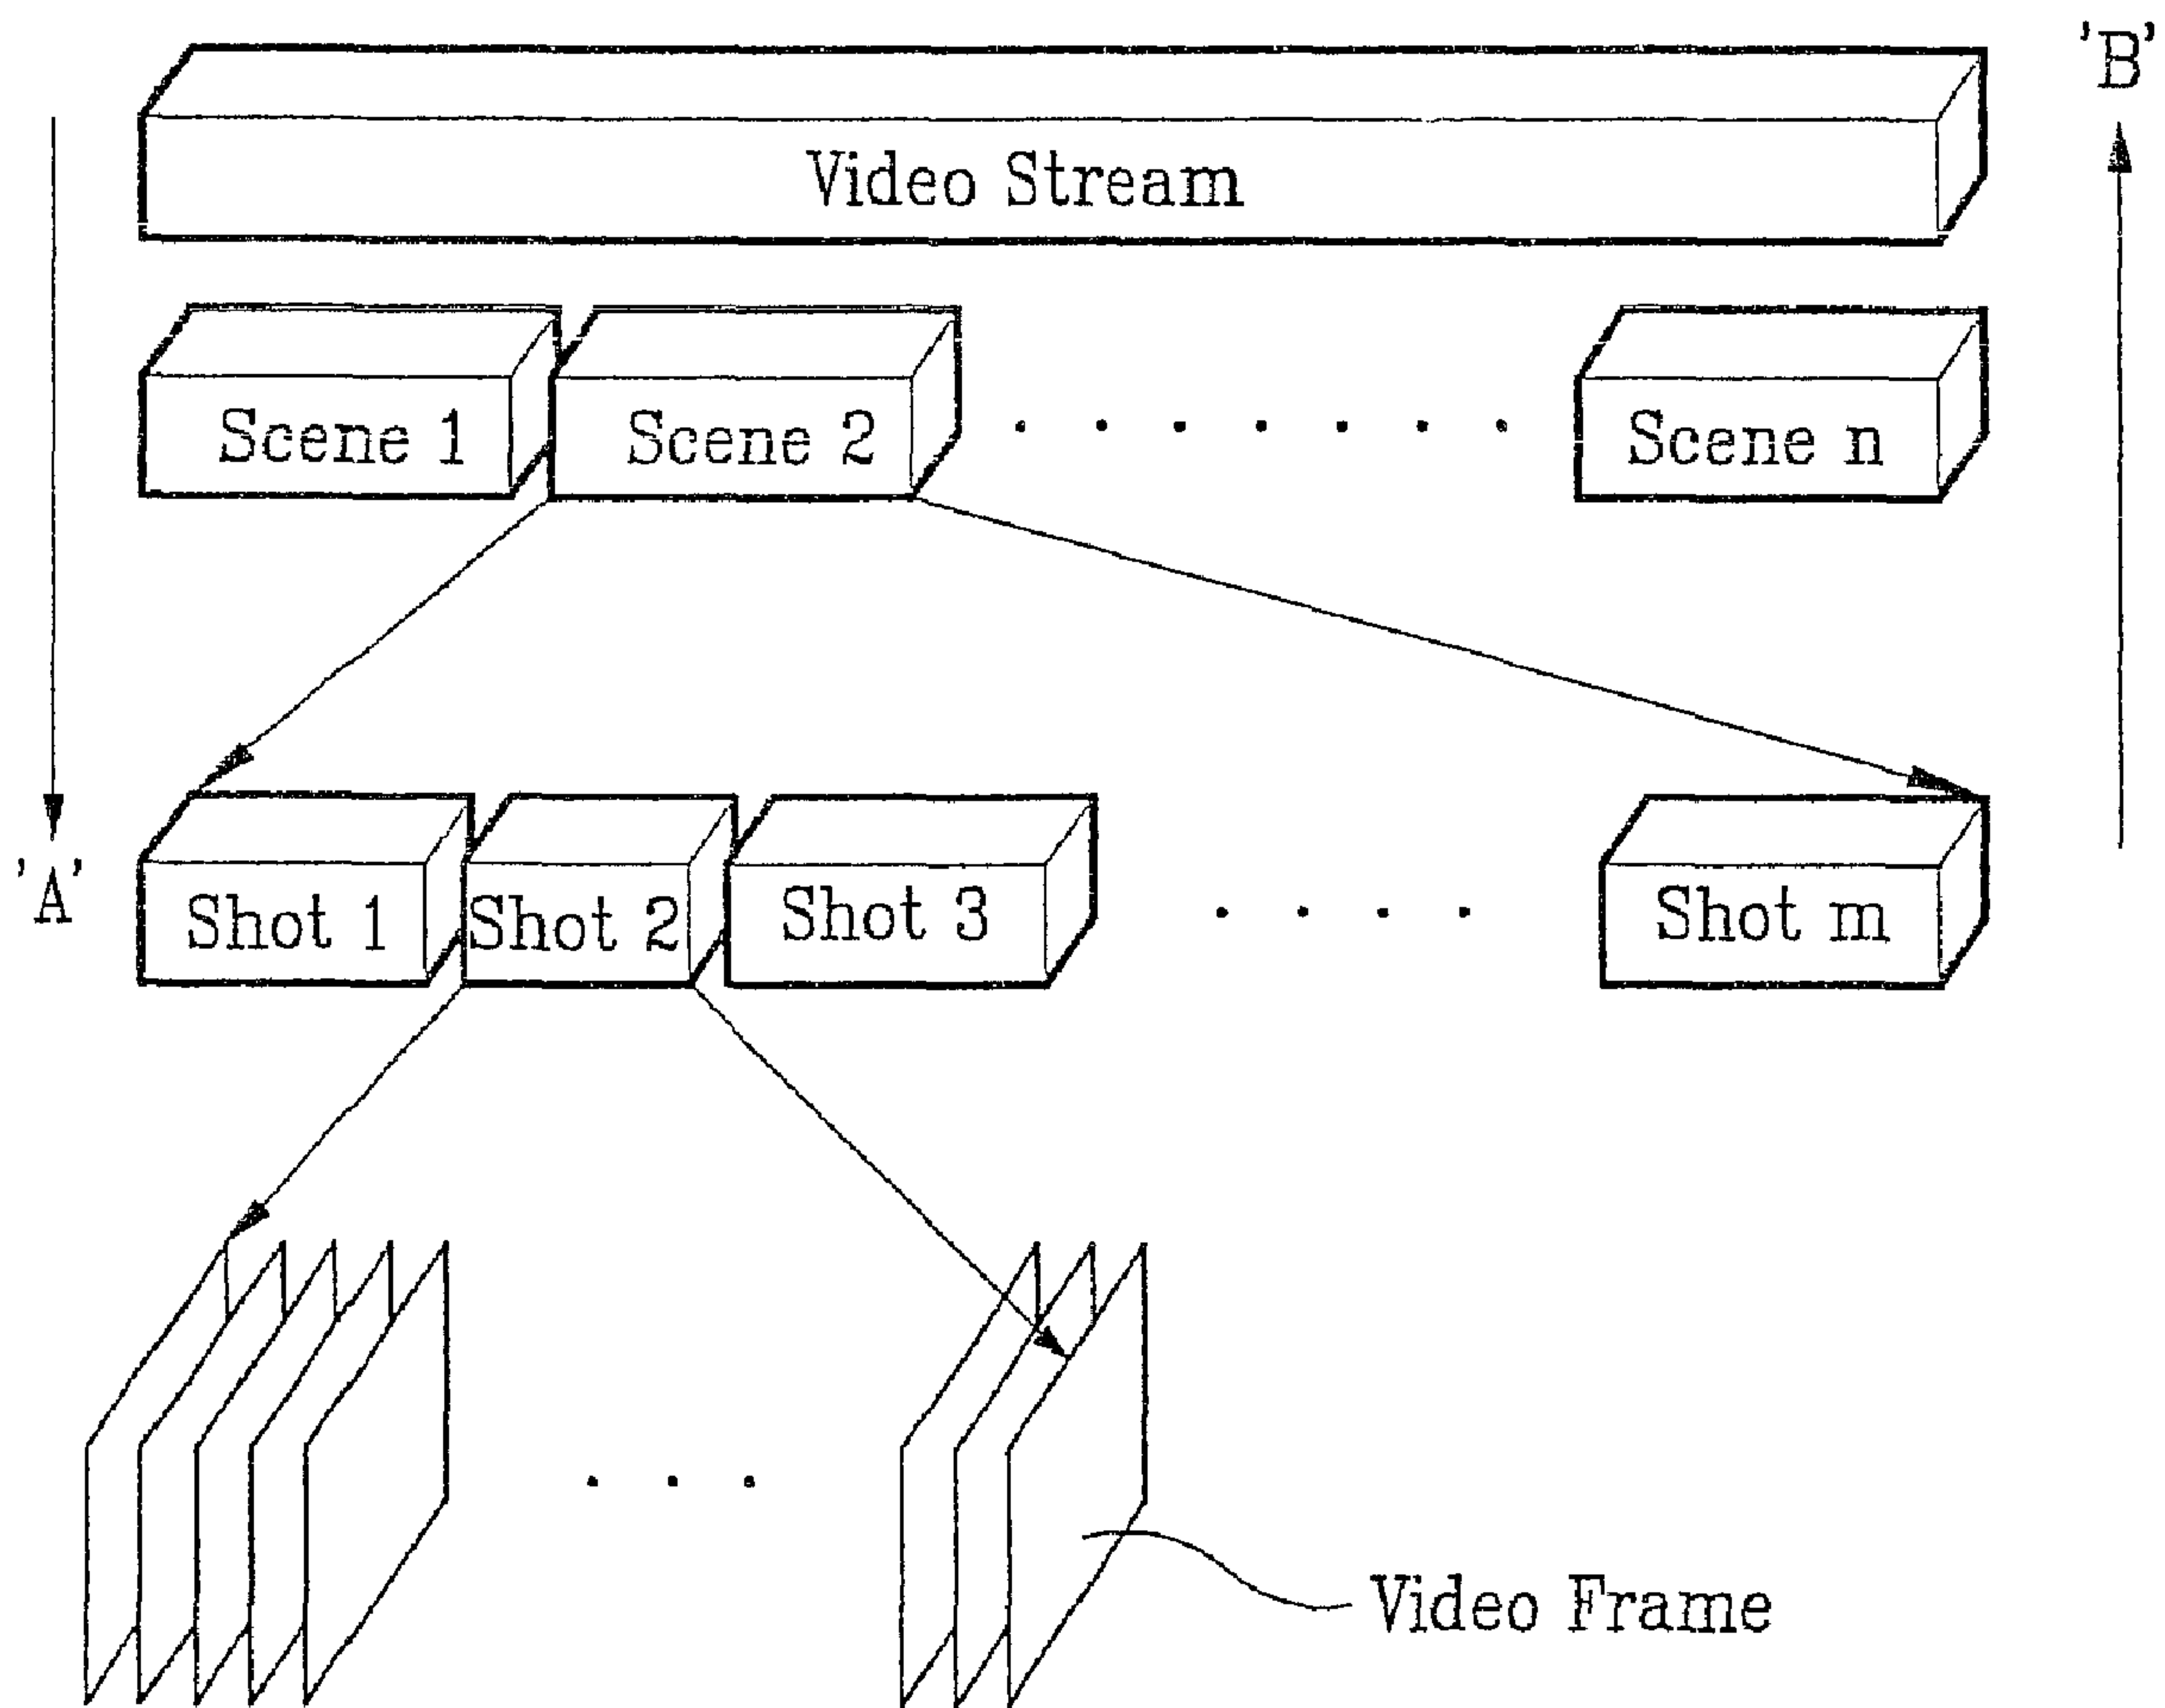 'B'
Video Stream
Scene 1
Scene 2
Scene n
'A'
Shot 1
Shot 2
Shot 3
Shot m
Video Frame